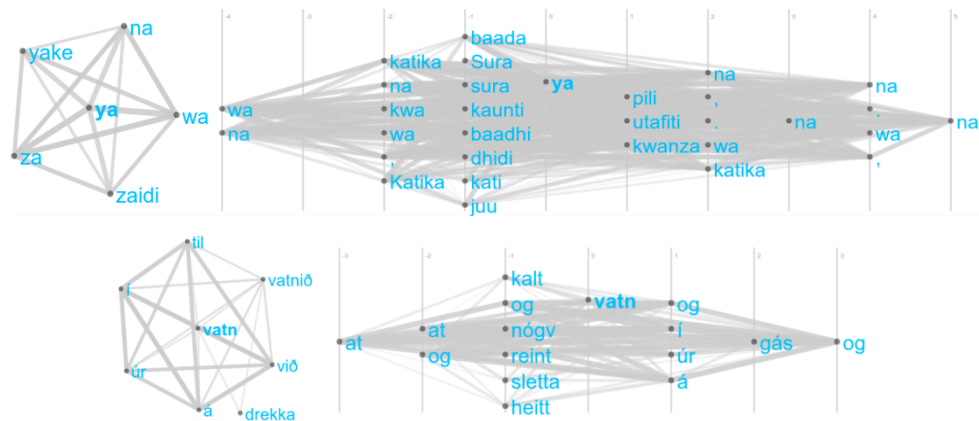 -4 -3 -2 -1 0 1 2 3 4 5
na
yake
ya
wa
za
zaidi
wa
na
katika
na
kwa
wa
,
Katika
baada
Sura
sura
kaunti
baadhi
dhidi
kati
juu
ya
pili
utafiti
kwanza
na
,
.
wa
katika
na
na
.
wa
,
na
til
vatnið
í
vatn
við
úr
á
drekka
-3 -2 -1 0 1 2 3
at
at
og
kalt
og
nógv
reint
sletta
heitt
vatn
og
í
úr
á
gás
og